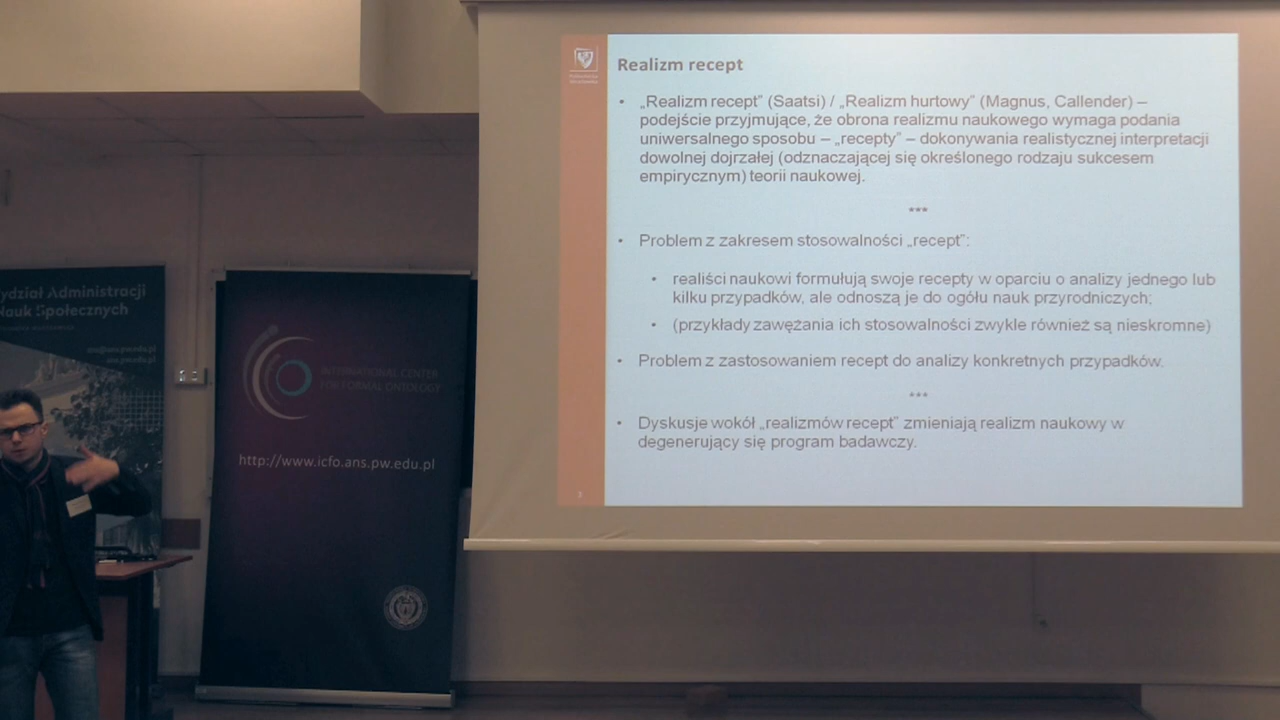 Realizm recept
• „Realizm recept” (Saatsi) / „Realizm hurtowy” (Magnus, Callender) –
podejście przyjmujące, że obrona realizmu naukowego wymaga podania
uniwersalnego sposobu – „recepty” – dokonywania realistycznej interpretacji
dowolnej dojrzałej (odznaczającej się określonego rodzaju sukcesem
empirycznym) teorii naukowej.
***
• Problem z zakresem stosowalności „recept”:
• realiści naukowi formułują swoje recepty w oparciu o analizy jednego lub
kilku przypadków, ale odnoszą je do ogółu nauk przyrodniczych;
• (przykłady zawężania ich stosowalności zwykle również są nieskromne)
• Problem z zastosowaniem recept do analizy konkretnych przypadków.
***
• Dyskusje wokół „realizmów recept” zmieniają realizm naukowy w
degenerujący się program badawczy.
3
ydział Administracji
Nauk Społecznych
INTERNATIONAL CENTER
FOR FORMAL ONTOLOGY
http://www.icfo.ans.pw.edu.pl